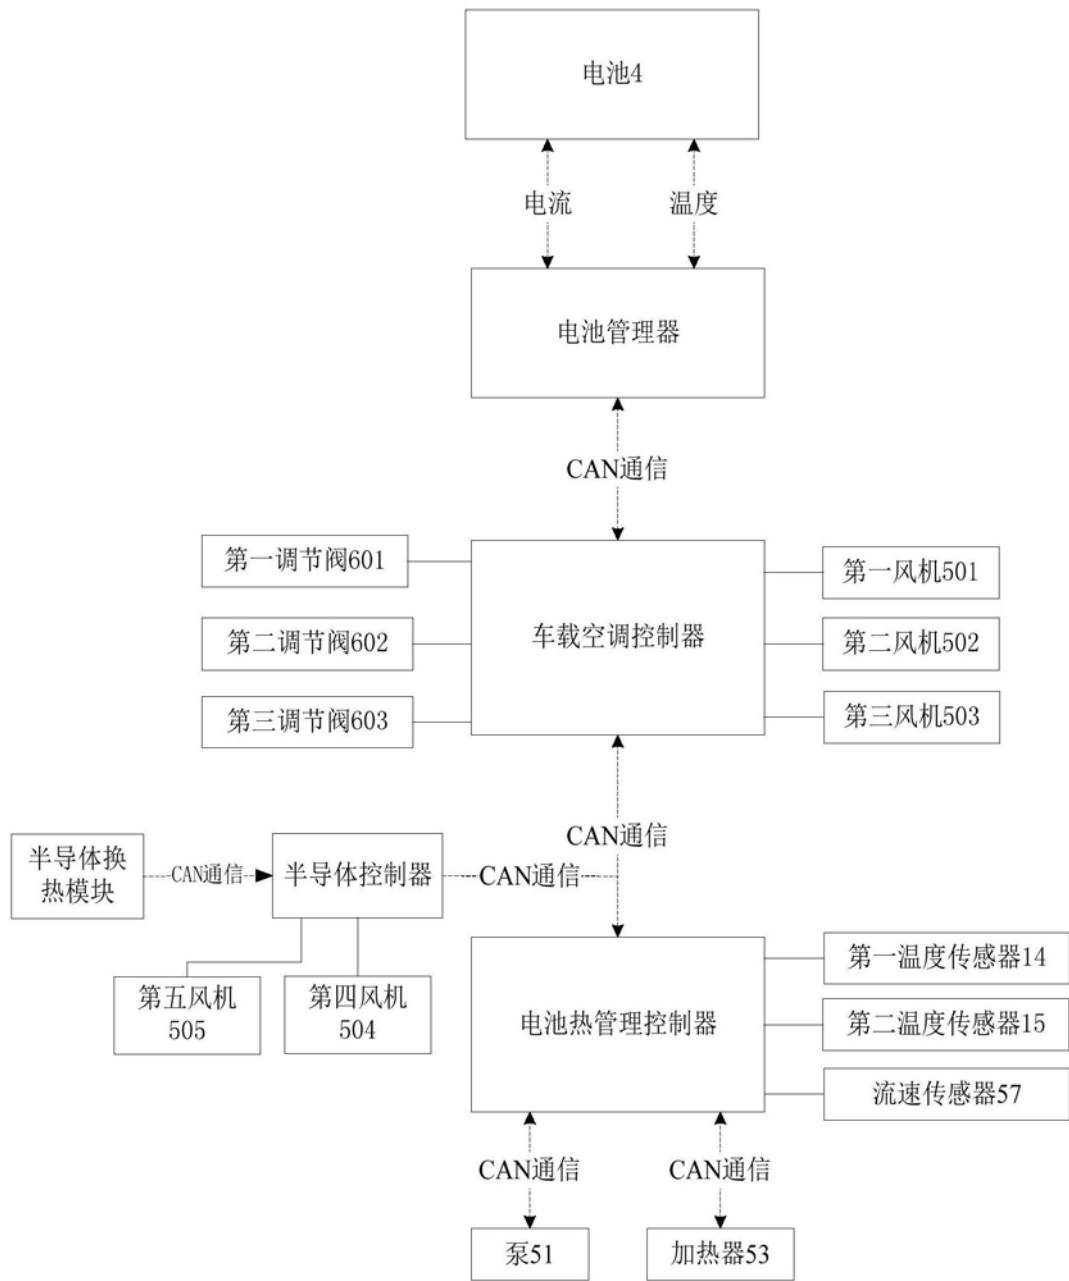 电池4
电流
温度
电池管理器
CAN通信
第一调节阀601
第一风机501
车载空调控制器
第二调节阀602
第二风机502
第三调节阀603
第三风机503
CAN通信
半导体换
热模块
CAN通信
半导体控制器
CAN通信
第五风机
505
第四风机
504
第一温度传感器14
电池热管理控制器
第二温度传感器15
流速传感器57
CAN通信
CAN通信
泵51
加热器53